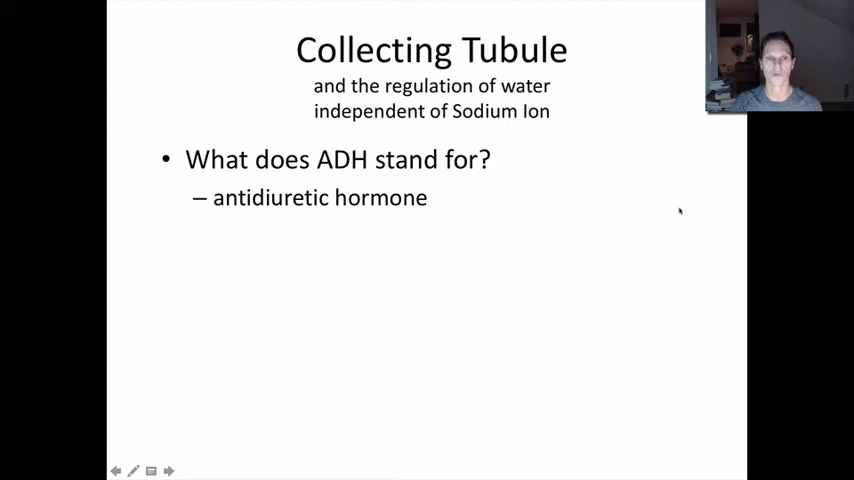 Collecting Tubule
and the regulation of water
independent of Sodium Ion
• What does ADH stand for?
– antidiuretic hormone